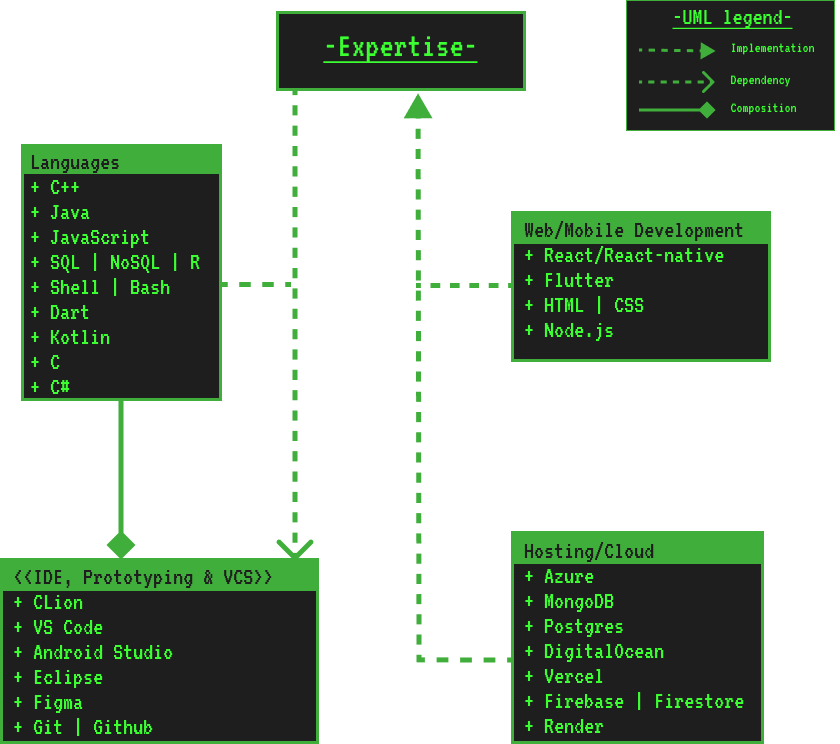 -Expertise-
-UML legend-
Implementation
Dependency
Composition
Languages
+ C++
+ Java
+ JavaScript
+ SQL | NoSQL | R
+ Shell | Bash
+ Dart
+ Kotlin
+ C
+ C#
Web/Mobile Development
+ React/React-native
+ Flutter
+ HTML | CSS
+ Node.js
<<IDE, Prototyping & VCS>>
+ CLion
+ VS Code
+ Android Studio
+ Eclipse
+ Figma
+ Git | Github
Hosting/Cloud
+ Azure
+ MongoDB
+ Postgres
+ DigitalOcean
+ Vercel
+ Firebase | Firestore
+ Render